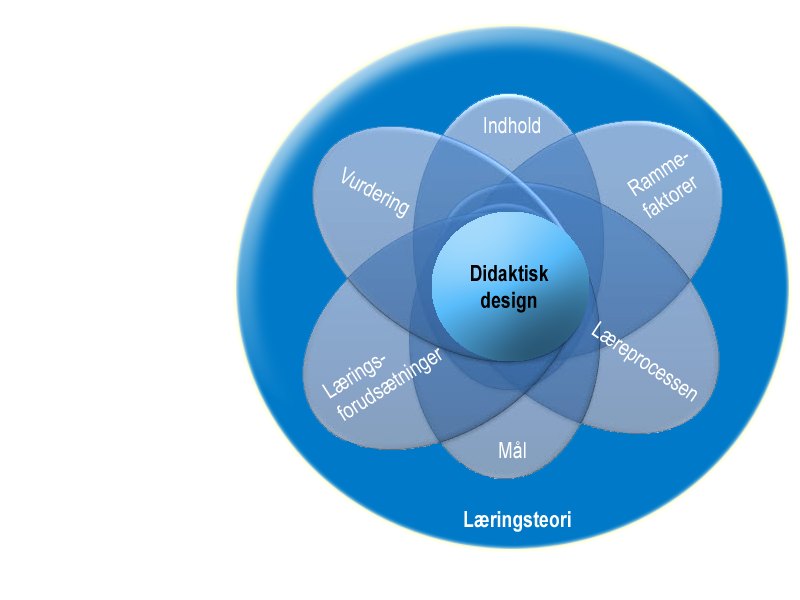 Indhold
Ramme-
faktorer
Vurdering
Didaktisk
design
Læreprocessen
Lærings-
forudsætninger
Mål
Læringsteori